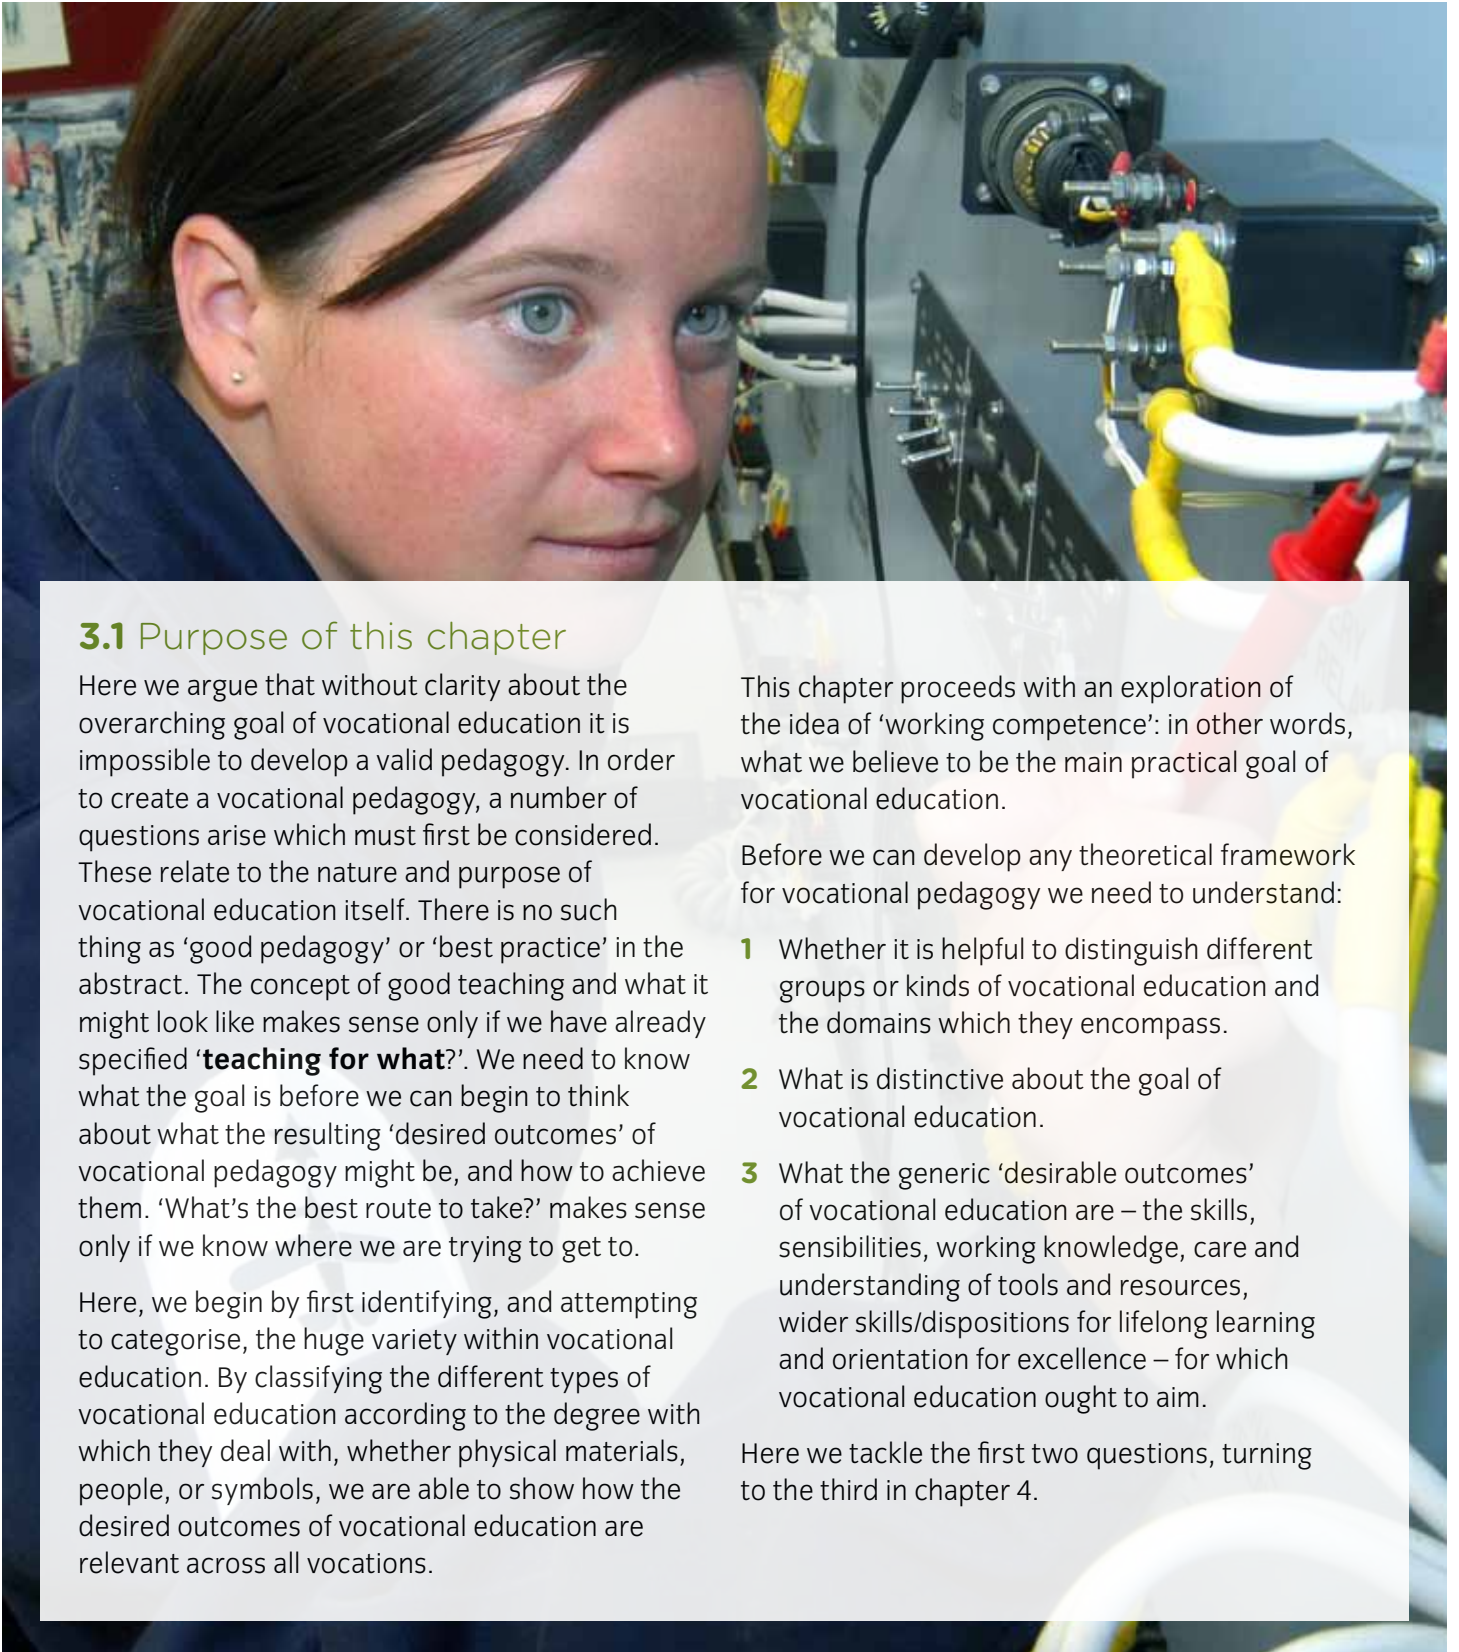 3.1 Purpose of this chapter
Here we argue that without clarity about the
overarching goal of vocational education it is
impossible to develop a valid pedagogy. In order
to create a vocational pedagogy, a number of
questions arise which must first be considered.
These relate to the nature and purpose of
vocational education itself. There is no such
thing as ‘good pedagogy’ or ‘best practice’ in the
abstract. The concept of good teaching and what it
might look like makes sense only if we have already
specified ‘teaching for what?’. We need to know
what the goal is before we can begin to think
about what the resulting ‘desired outcomes’ of
vocational pedagogy might be, and how to achieve
them. ‘What’s the best route to take?’ makes sense
only if we know where we are trying to get to.
Here, we begin by first identifying, and attempting
to categorise, the huge variety within vocational
education. By classifying the different types of
vocational education according to the degree with
which they deal with, whether physical materials,
people, or symbols, we are able to show how the
desired outcomes of vocational education are
relevant across all vocations.
This chapter proceeds with an exploration of
the idea of ‘working competence’: in other words,
what we believe to be the main practical goal of
vocational education.
Before we can develop any theoretical framework
for vocational pedagogy we need to understand:
1 Whether it is helpful to distinguish different
groups or kinds of vocational education and
the domains which they encompass.
2 What is distinctive about the goal of
vocational education.
3 What the generic ‘desirable outcomes’
of vocational education are – the skills,
sensibilities, working knowledge, care and
understanding of tools and resources,
wider skills/dispositions for lifelong learning
and orientation for excellence – for which
vocational education ought to aim.
Here we tackle the first two questions, turning
to the third in chapter 4.